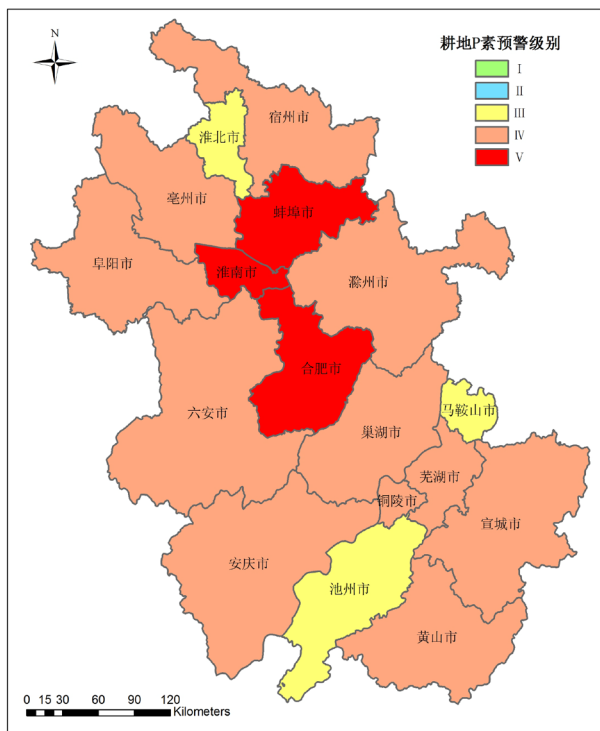 N
耕地P素预警级别
Ⅰ
Ⅱ
Ⅲ
Ⅳ
Ⅴ
宿州市
淮北市
亳州市
蚌埠市
阜阳市
淮南市
滁州市
合肥市
六安市
马鞍山市
巢湖市
芜湖市
铜陵市
宣城市
安庆市
池州市
黄山市
0 15 30 60 90 120
Kilometers